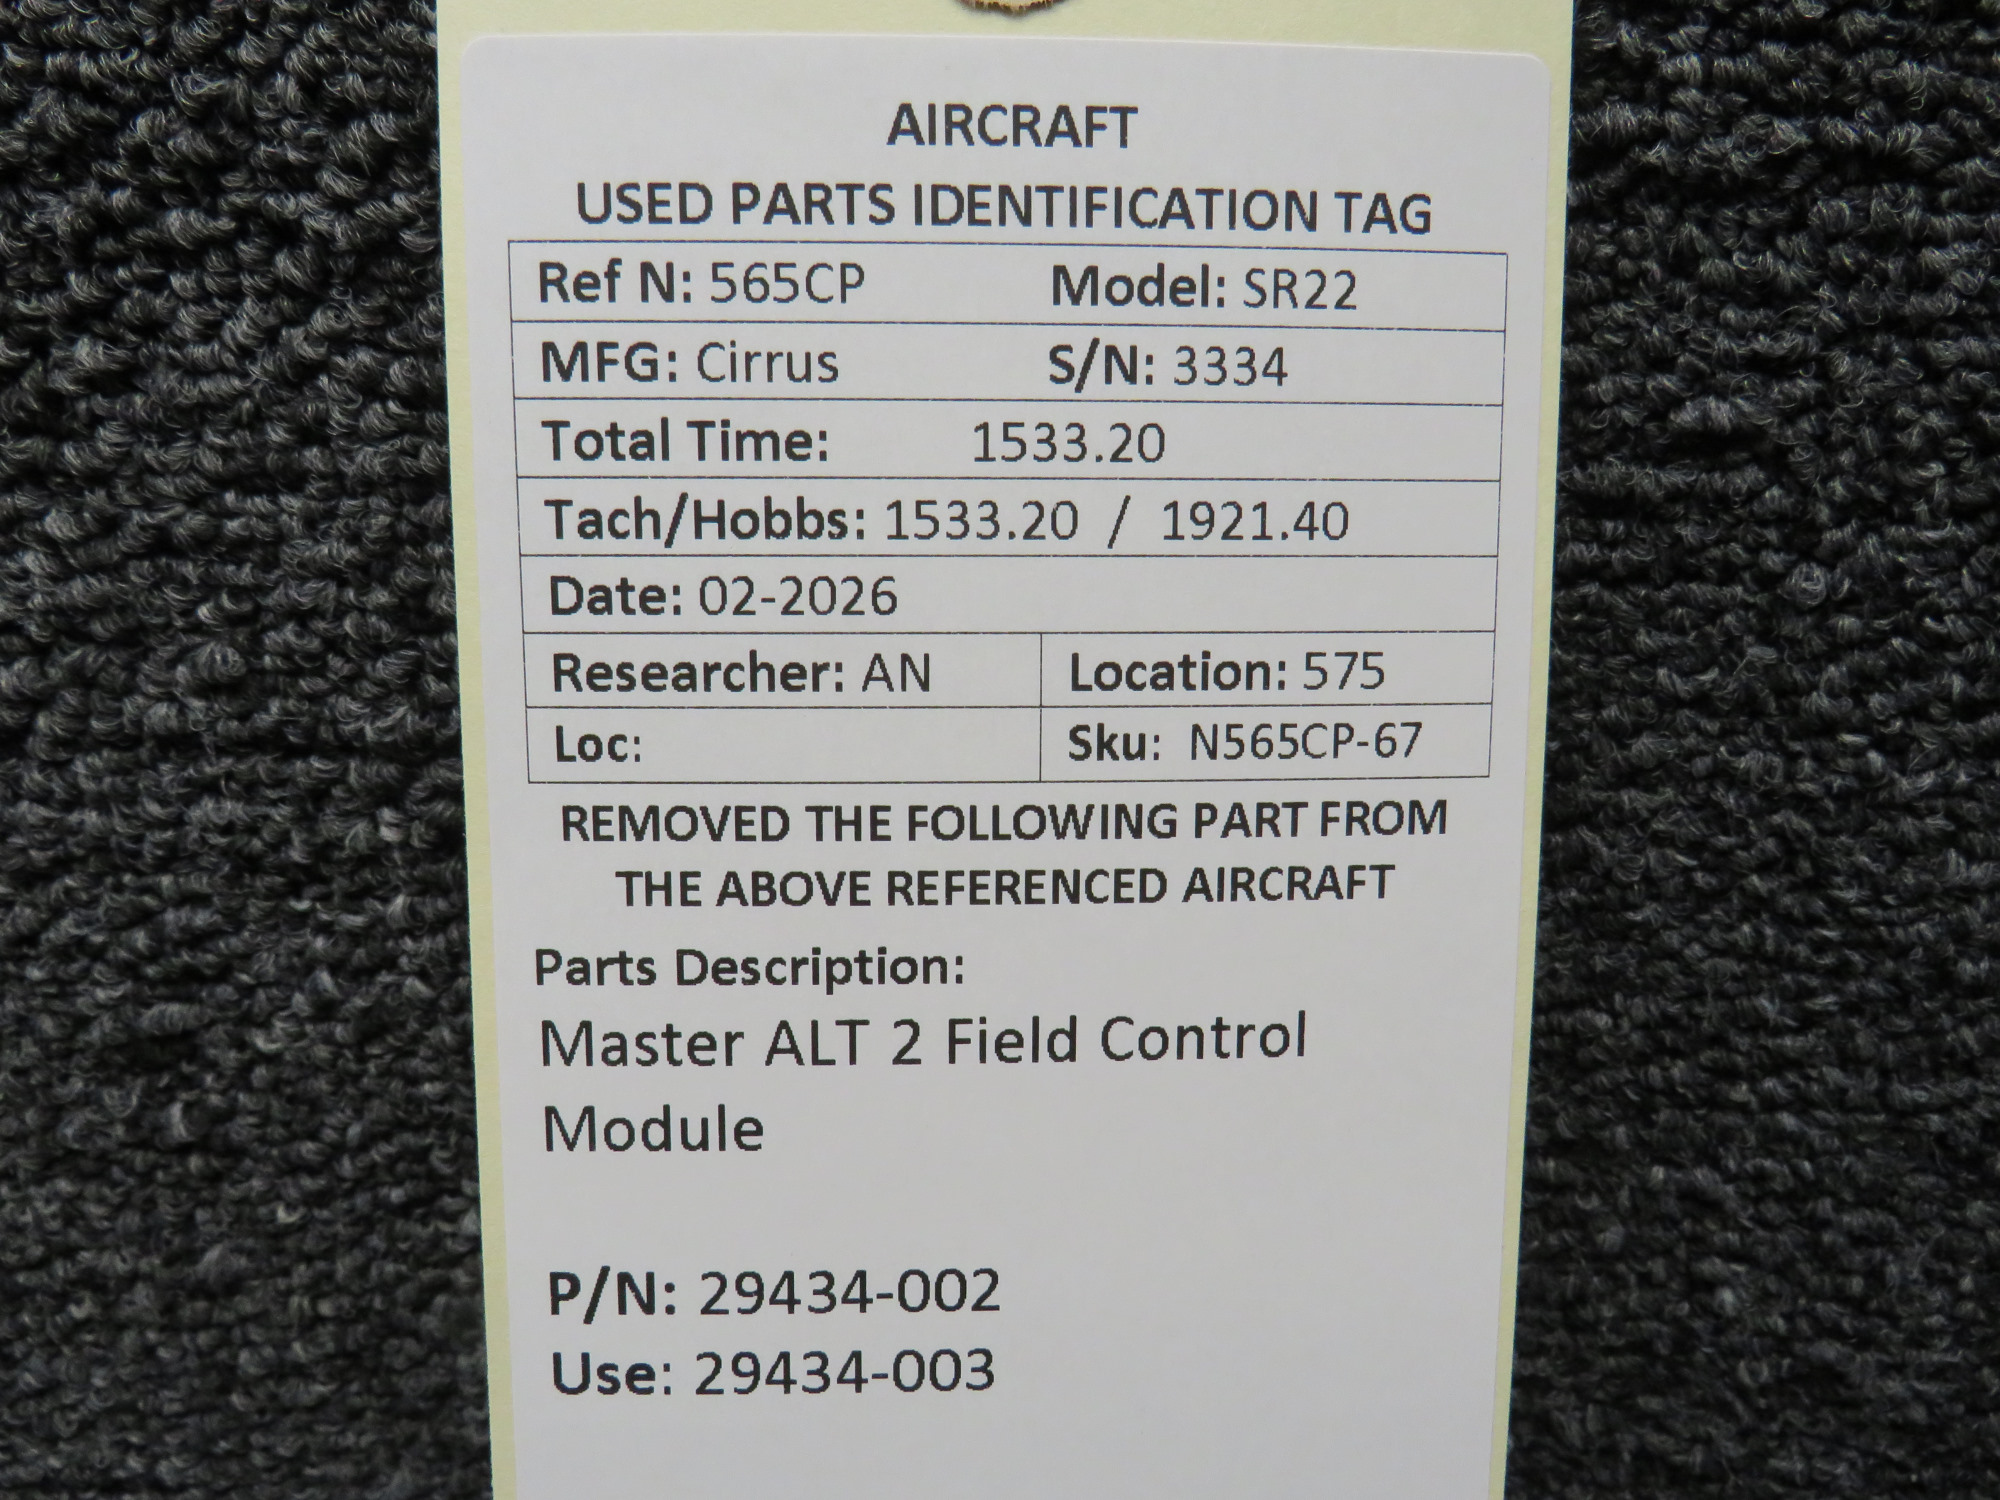 AIRCRAFT
USED PARTS IDENTIFICATION TAG
Ref N: 565CP Model: SR22
MFG: Cirrus S/N: 3334
Total Time: 1533.20
Tach/Hobbs: 1533.20 / 1921.40
Date: 02-2026
Researcher: AN Location: 575
Loc: Sku: N565CP-67
REMOVED THE FOLLOWING PART FROM
THE ABOVE REFERENCED AIRCRAFT
Parts Description:
Master ALT 2 Field Control
Module
P/N: 29434-002
Use: 29434-003